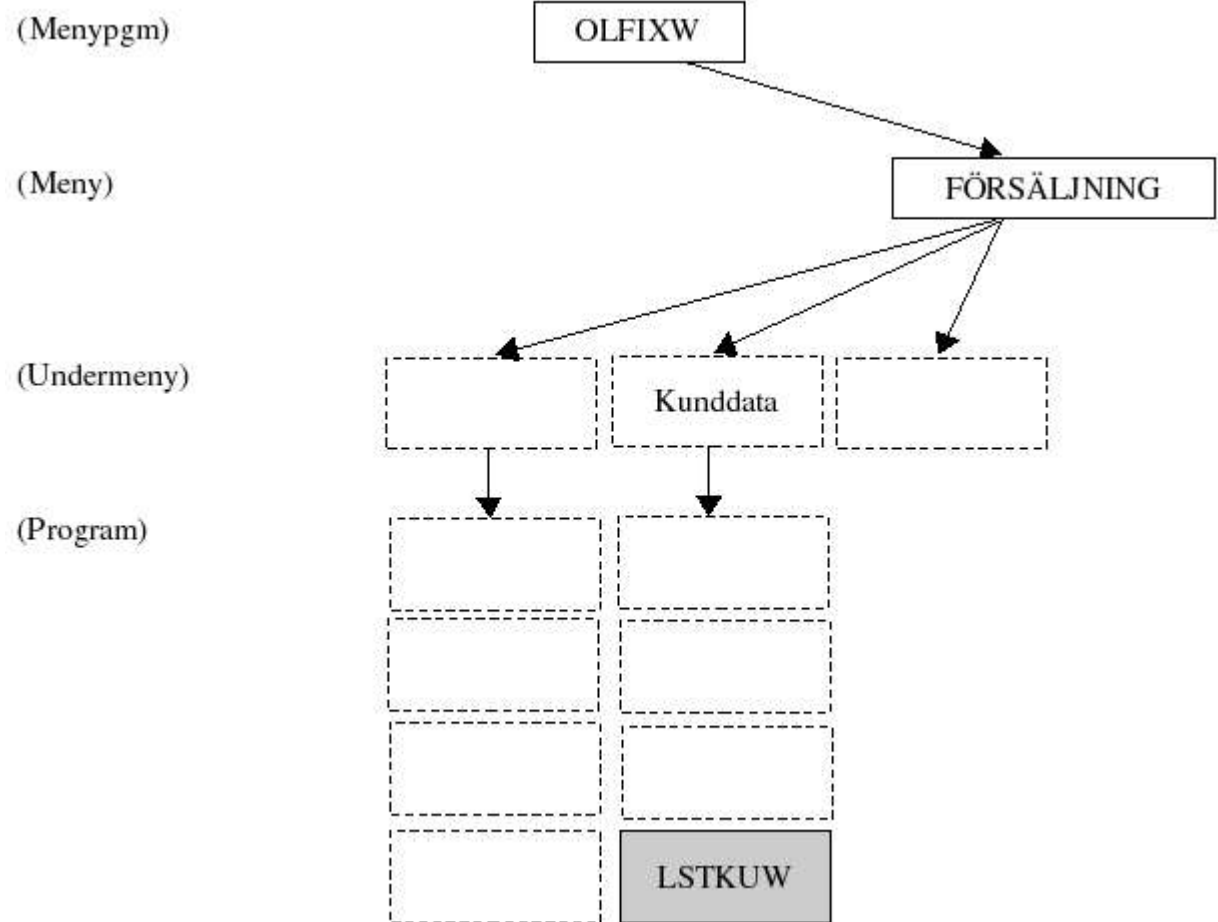 (Menypgm)
OLFIXW
(Meny)
FÖRSÄLJNING
(Undermeny)
Kunddata
(Program)
LSTKUW